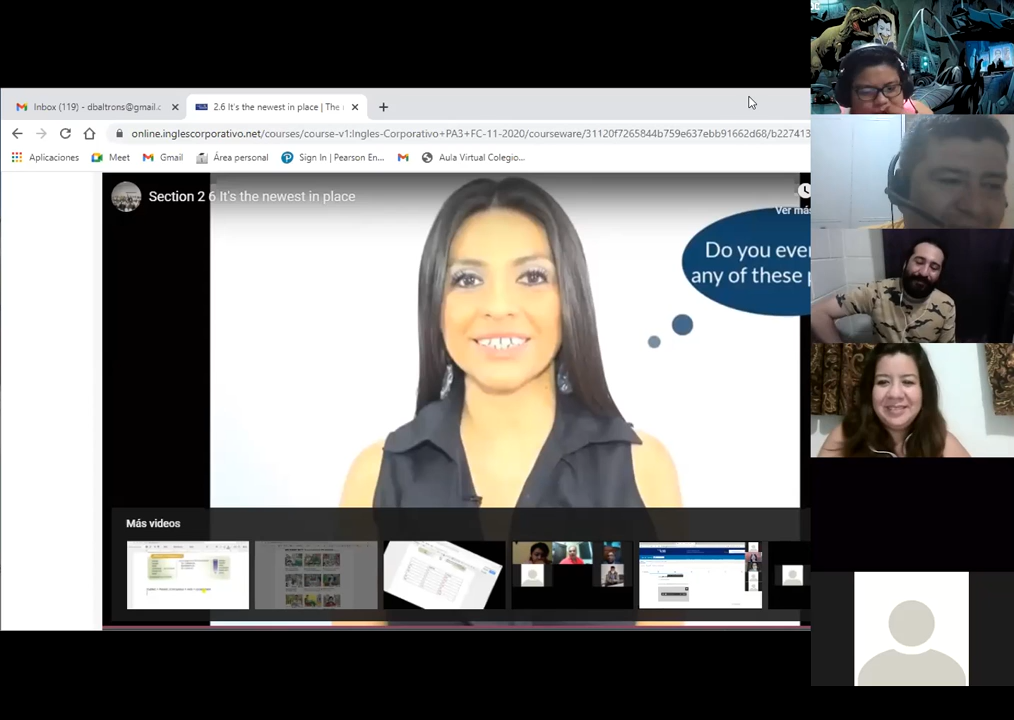 Inbox (119) - dbaltrons@gmail.c
2.6 It's the newest in place | The
online.inglescorporativo.net/courses/course-v1:Ingles-Corporativo+PA3+FC-11-2020/courseware/31120f7265844b759e637ebb91662d68/b227413
Aplicaciones
Meet
Gmail
Área personal
Sign In | Pearson En...
Aula Virtual Colegio...
Section 2 6 It's the newest in place
Ver más
Do you ever
any of these p
Más videos